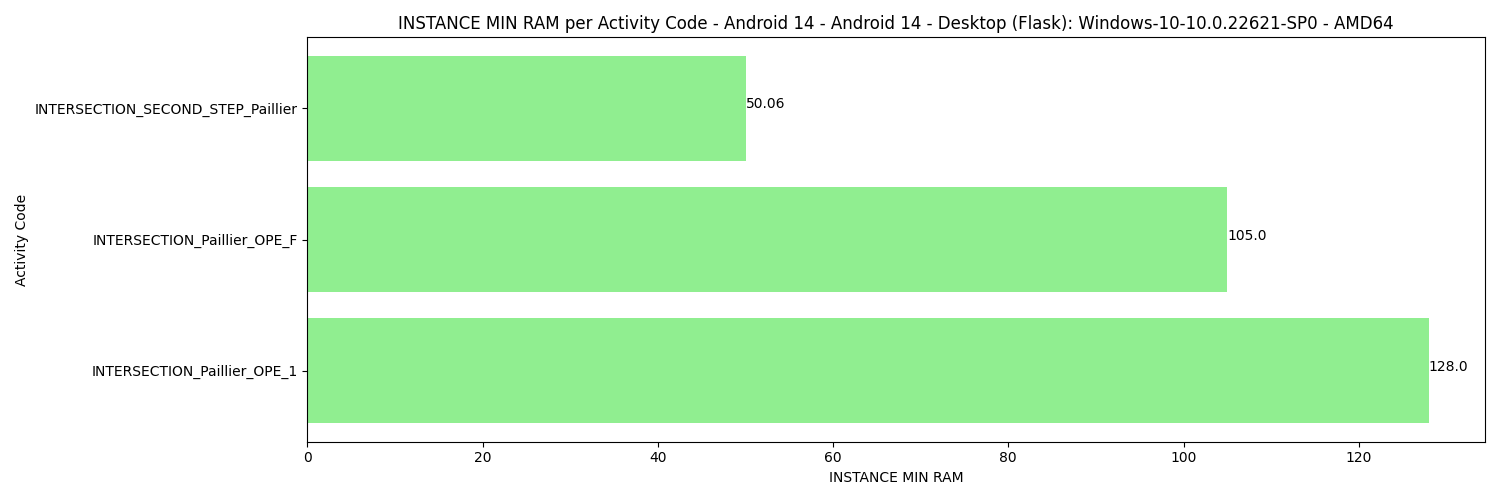 INSTANCE MIN RAM per Activity Code - Android 14 - Android 14 - Desktop (Flask): Windows-10-10.0.22621-SP0 - AMD64
Activity Code
INTERSECTION_SECOND_STEP_Paillier
50.06
INTERSECTION_Paillier_OPE_F
105.0
INTERSECTION_Paillier_OPE_1
128.0
0 20 40 60 80 100 120
INSTANCE MIN RAM